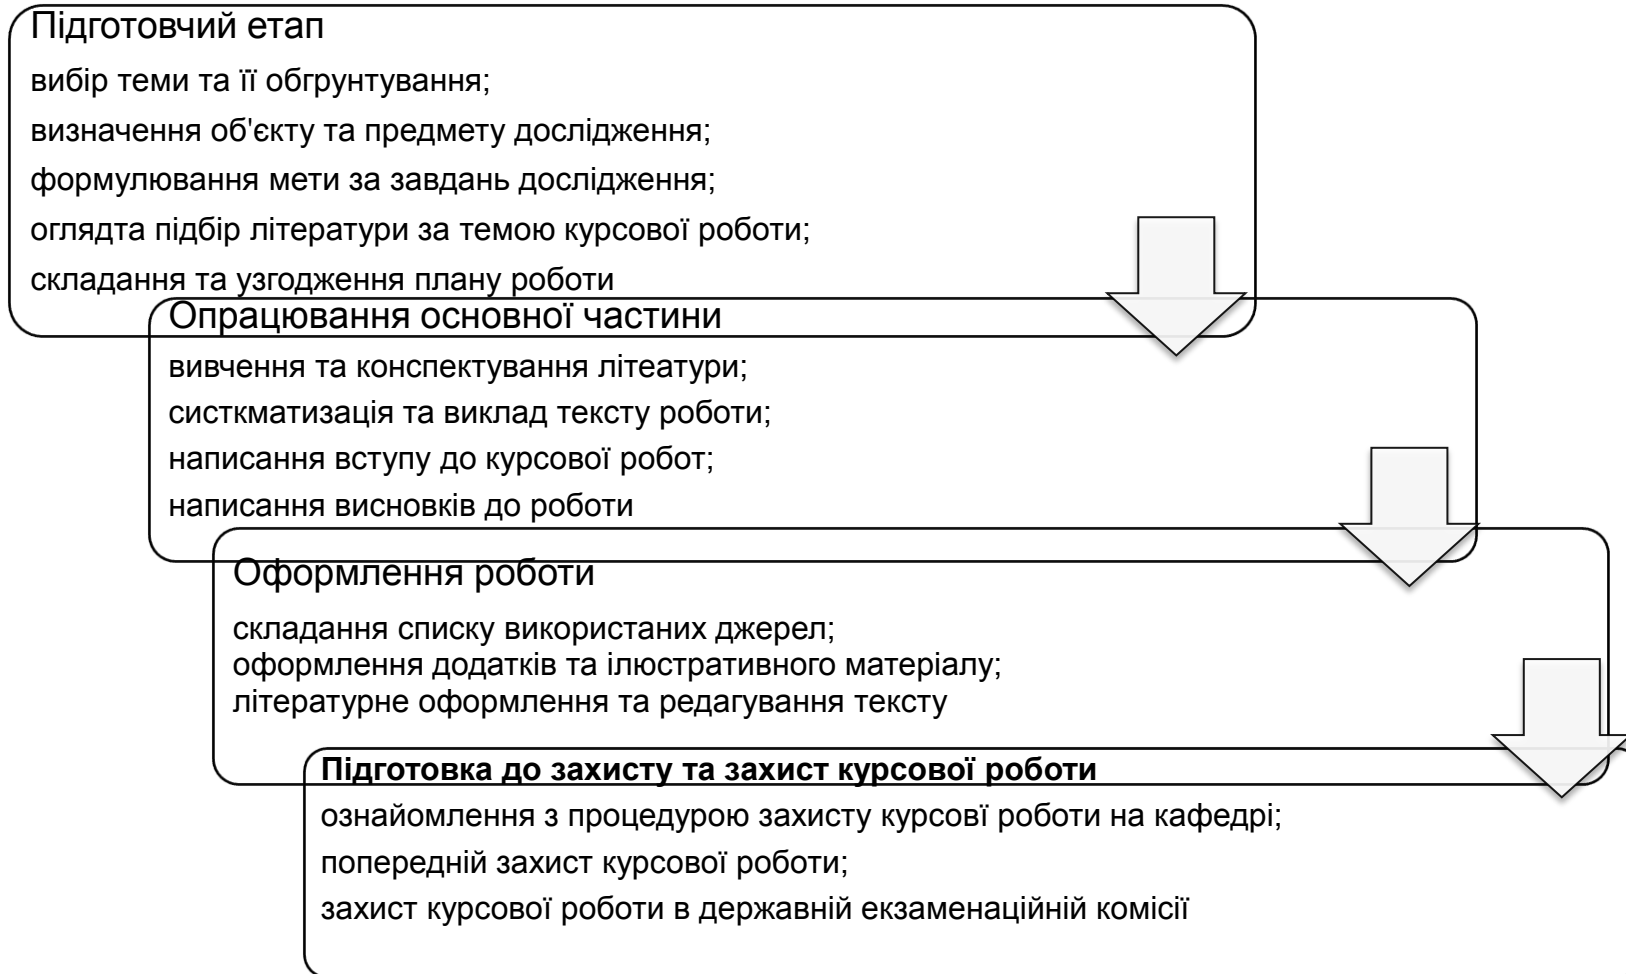 Підготовчий етап
вибір теми та її обгрунтування;
визначення об'єкту та предмету дослідження;
формулювання мети за завдань дослідження;
оглядта підбір літератури за темою курсової роботи;
складання та узгодження плану роботи
Опрацювання основної частини
вивчення та конспектування літеатури;
систкматизація та виклад тексту роботи;
написання вступу до курсової робот;
написання висновків до роботи
Оформлення роботи
складання списку використаних джерел;
оформлення додатків та ілюстративного матеріалу;
літературне оформлення та редагування тексту
Підготовка до захисту та захист курсової роботи
ознайомлення з процедурою захисту курсові роботи на кафедрі;
попередній захист курсової роботи;
захист курсової роботи в державній екзаменаційній комісії